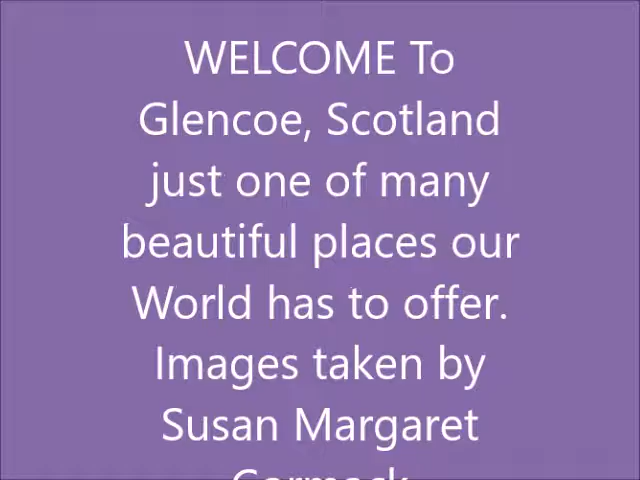 WELCOME To
Glencoe, Scotland
just one of many
beautiful places our
World has to offer.
Images taken by
Susan Margaret